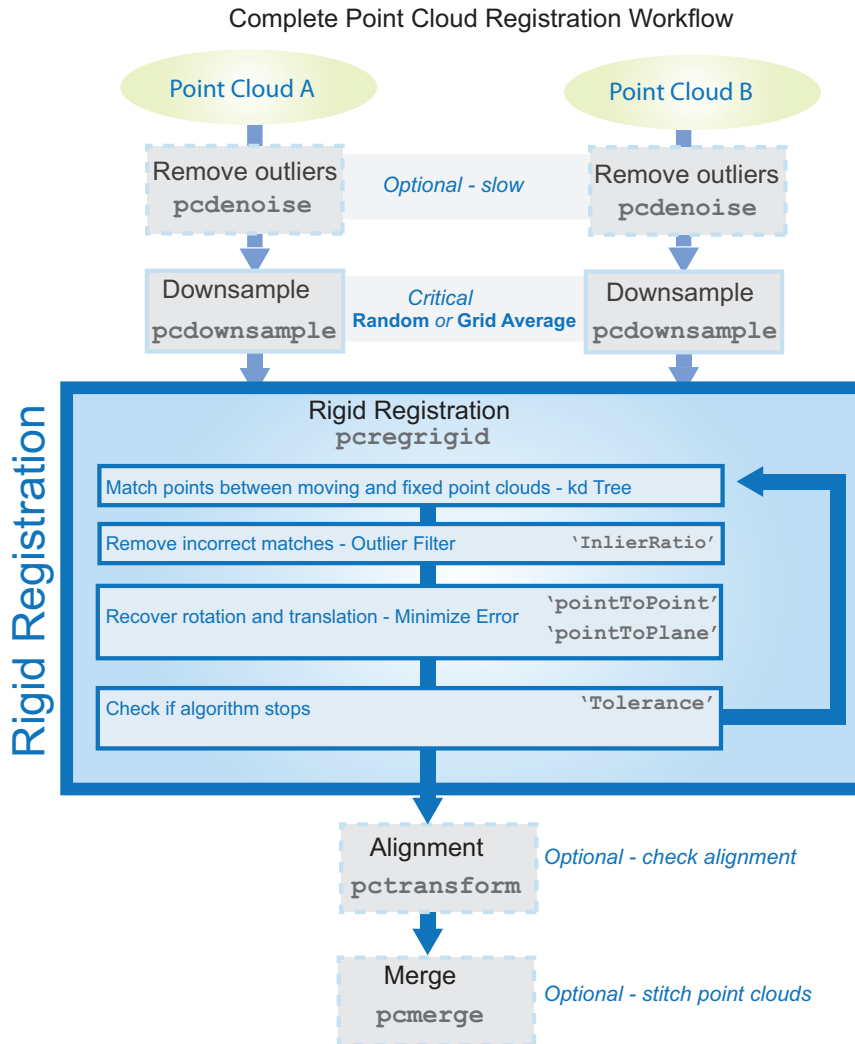 Complete Point Cloud Registration Workflow
Point Cloud A
Point Cloud B
Remove outliers
pcdenoise
Optional - slow
Remove outliers
pcdenoise
Downsample
pcdownsample
Critical
Random or Grid Average
Downsample
pcdownsample
Rigid Registration
Rigid Registration
pcregrigid
Match points between moving and fixed point clouds - kd Tree
Remove incorrect matches - Outlier Filter ‘InlierRatio’
Recover rotation and translation - Minimize Error ‘pointToPoint’
‘pointToPlane’
Check if algorithm stops ‘Tolerance’
Alignment
pctransform
Optional - check alignment
Merge
pcmerge
Optional - stitch point clouds